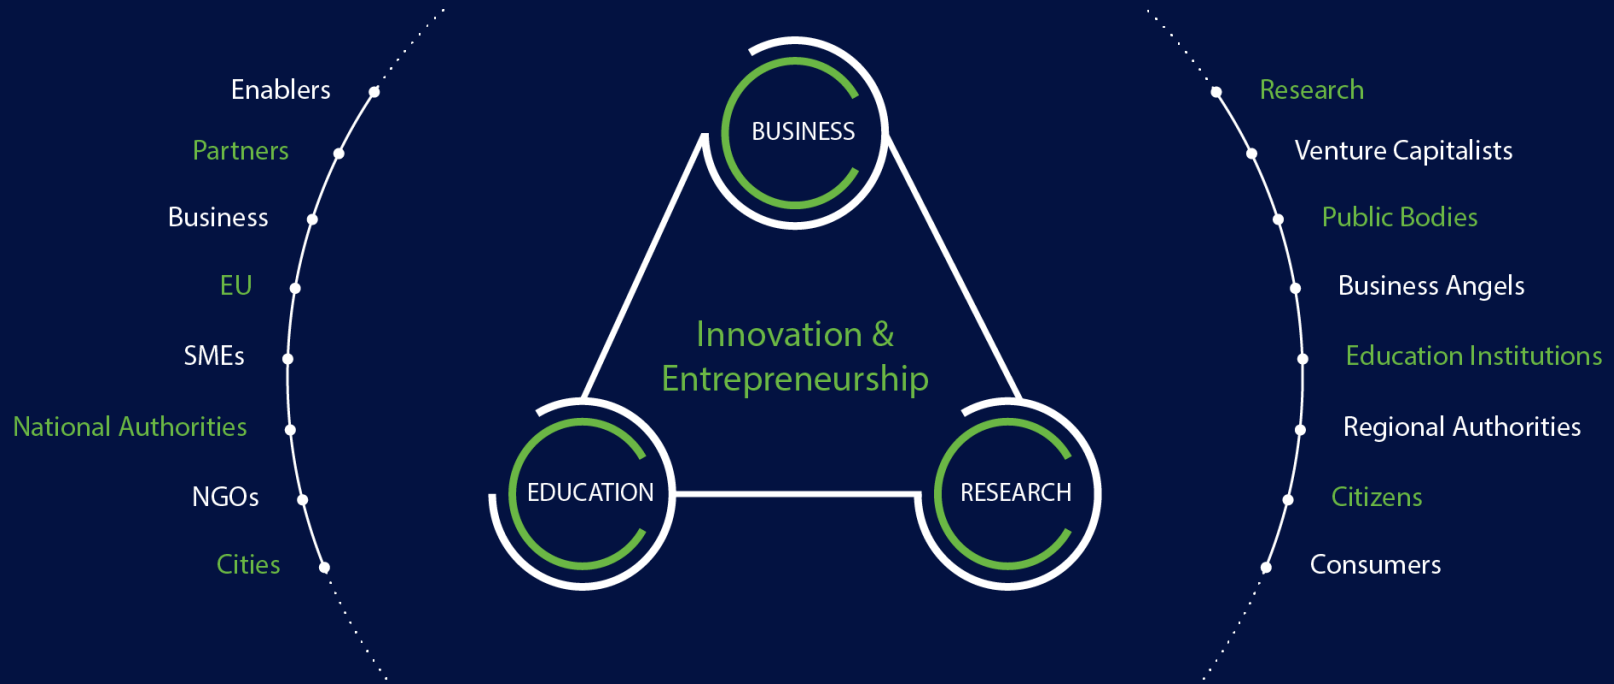 Enablers
Partners
Business
EU
SMEs
National Authorities
NGOs
Cities
BUSINESS
Innovation &
Entrepreneurship
EDUCATION
RESEARCH
Research
Venture Capitalists
Public Bodies
Business Angels
Education Institutions
Regional Authorities
Citizens
Consumers